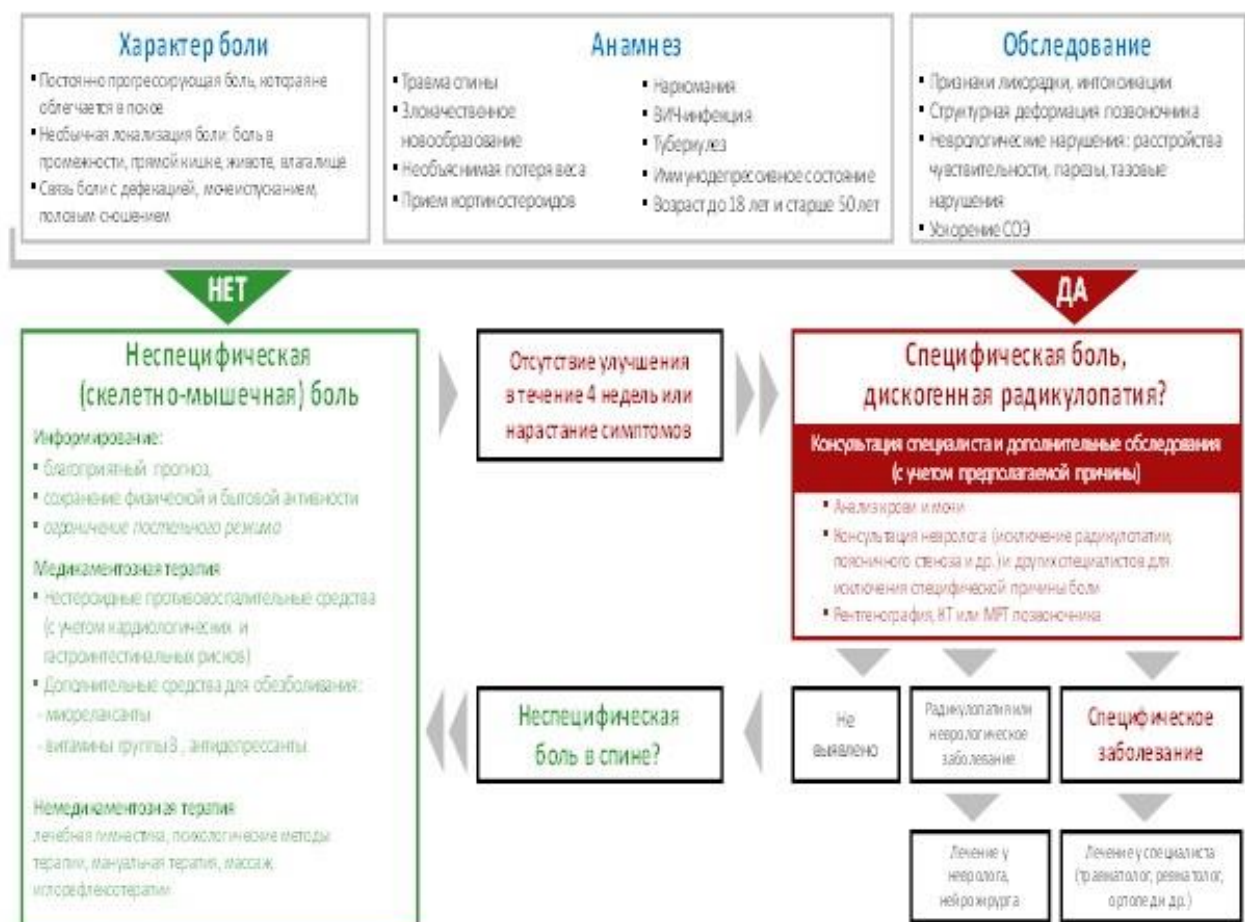 Характер боли
▪ Постоянно прогрессирующая боль, которая не
облегчается в покое
▪ Необычная локализация боли: боль в
промежности, прямой кишке, животе, влагалище
▪ Связь боли с дефекацией, мочеиспусканием,
половым сношением
Анамнез
▪ Травма спины
▪ Злокачественное
новообразование
▪ Необъяснимая потеря веса
▪ Прием кортикостероидов
▪ Наркомания
▪ ВИЧ-инфекция
▪ Туберкулез
▪ Иммунодепрессивное состояние
▪ Возраст до 18 лет и старше 50 лет
Обследование
▪ Признаки лихорадки, интоксикации
▪ Структурная деформация позвоночника
▪ Неврологические нарушения: расстройства
чувствительности, парезы, тазовые
нарушения
▪ Ускорение СОЭ
НЕТ
ДА
Неспецифическая
(скелетно-мышечная) боль
Информирование:
▪ благоприятный прогноз,
▪ сохранение физической и бытовой активности
▪ ограничение постельного режима
Медикаментозная терапия
▪ Нестероидные противовоспалительные средства
(с учетом кардиологических и
гастроинтестинальных рисков)
▪ Дополнительные средства для обезболивания:
- миорелаксанты
- витамины группы В, антидепрессанты
Немедикаментозная терапия
лечебная гимнастика, психологические методы
терапии, мануальная терапия, массаж,
иглорефлексотерапии
Отсутствие улучшения
в течение 4 недель или
нарастание симптомов
Специфическая боль,
дискогенная радикулопатия?
Консультация специалиста и дополнительные обследования
(с учетом предполагаемой причины)
▪ Анализ крови и мочи
▪ Консультация невролога (исключение радикулопатии,
поясничного стеноза и др.) и других специалистов для
исключения специфической причины боли
▪ Рентгенография, КТ или МРТ позвоночника
Неспецифическая
боль в спине?
Не
выявлено
Радикулопатия или
неврологическое
заболевание
Специфическое
заболевание
Лечение у
невролога,
нейрохирурга
Лечение у специалиста
(травматолог, ревматолог,
ортопед и др.)